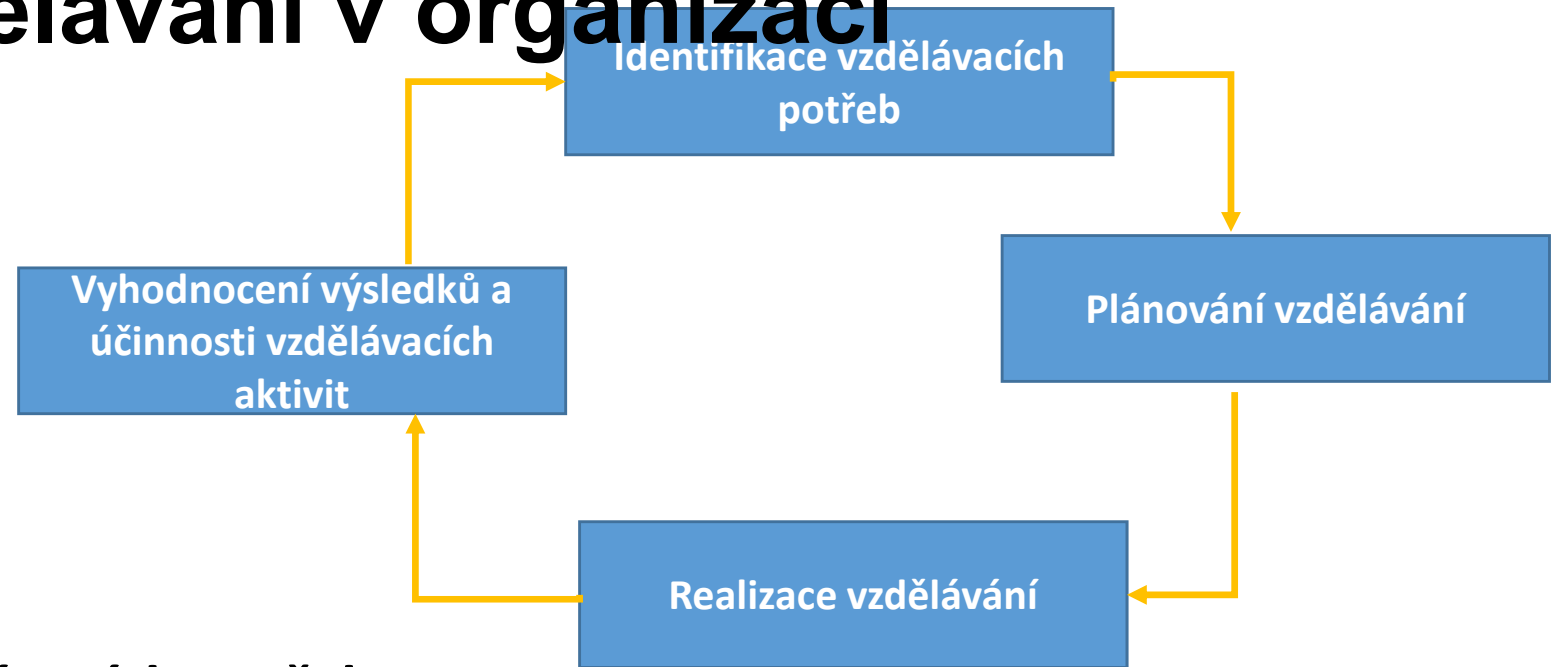 elávání v organizaci
Identifikace vzdělávacích
potřeb
Plánování vzdělávání
Vyhodnocení výsledků a
účinnosti vzdělávacích
aktivit
Realizace vzdělávání